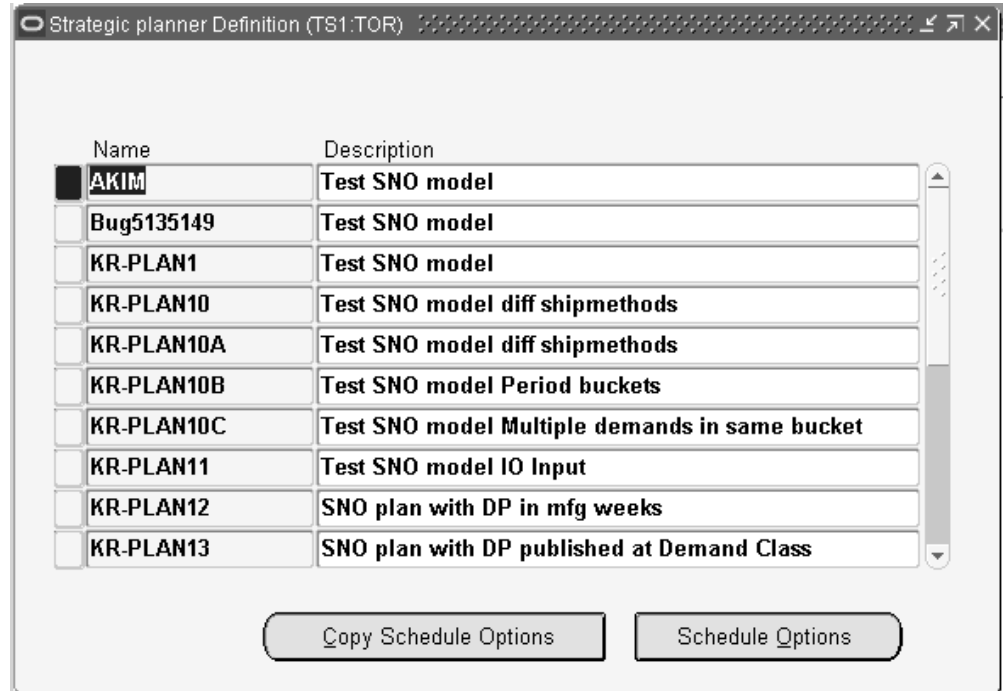 Strategic planner Definition (TS1:TOR)
Name Description
AKIM Test SNO model
Bug5135149 Test SNO model
KR-PLAN1 Test SNO model
KR-PLAN10 Test SNO model diff shipmethods
KR-PLAN10A Test SNO model diff shipmethods
KR-PLAN10B Test SNO model Period buckets
KR-PLAN10C Test SNO model Multiple demands in same bucket
KR-PLAN11 Test SNO model IO Input
KR-PLAN12 SNO plan with DP in mfg weeks
KR-PLAN13 SNO plan with DP published at Demand Class
Copy Schedule Options Schedule Options